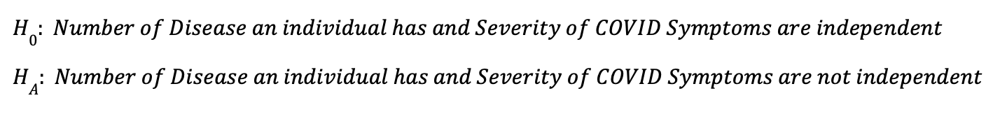 H₀: Number of Disease an individual has and Severity of COVID Symptoms are independent
H_A: Number of Disease an individual has and Severity of COVID Symptoms are not independent